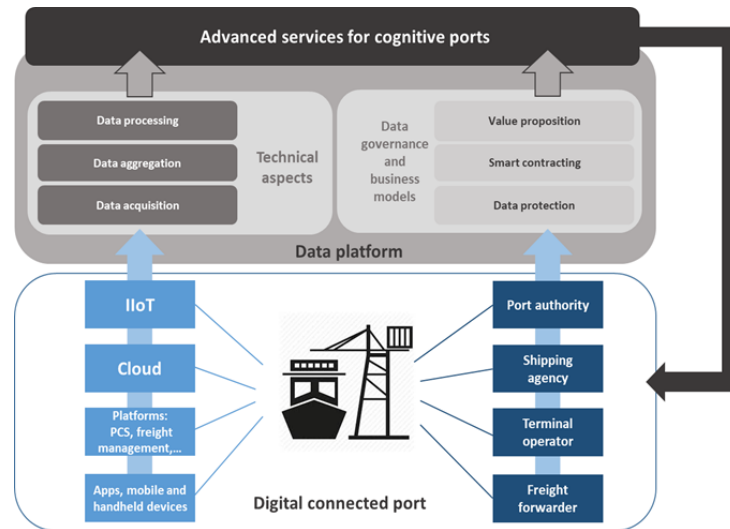 Advanced services for cognitive ports
Data processing
Data aggregation
Data acquisition
Technical
aspects
Data
governance
and
business
models
Value proposition
Smart contracting
Data protection
Data platform
IIoT
Cloud
Platforms:
PCS, freight
management,...
Apps, mobile and
handheld devices
Port authority
Shipping
agency
Terminal
operator
Freight
forwarder
Digital connected port